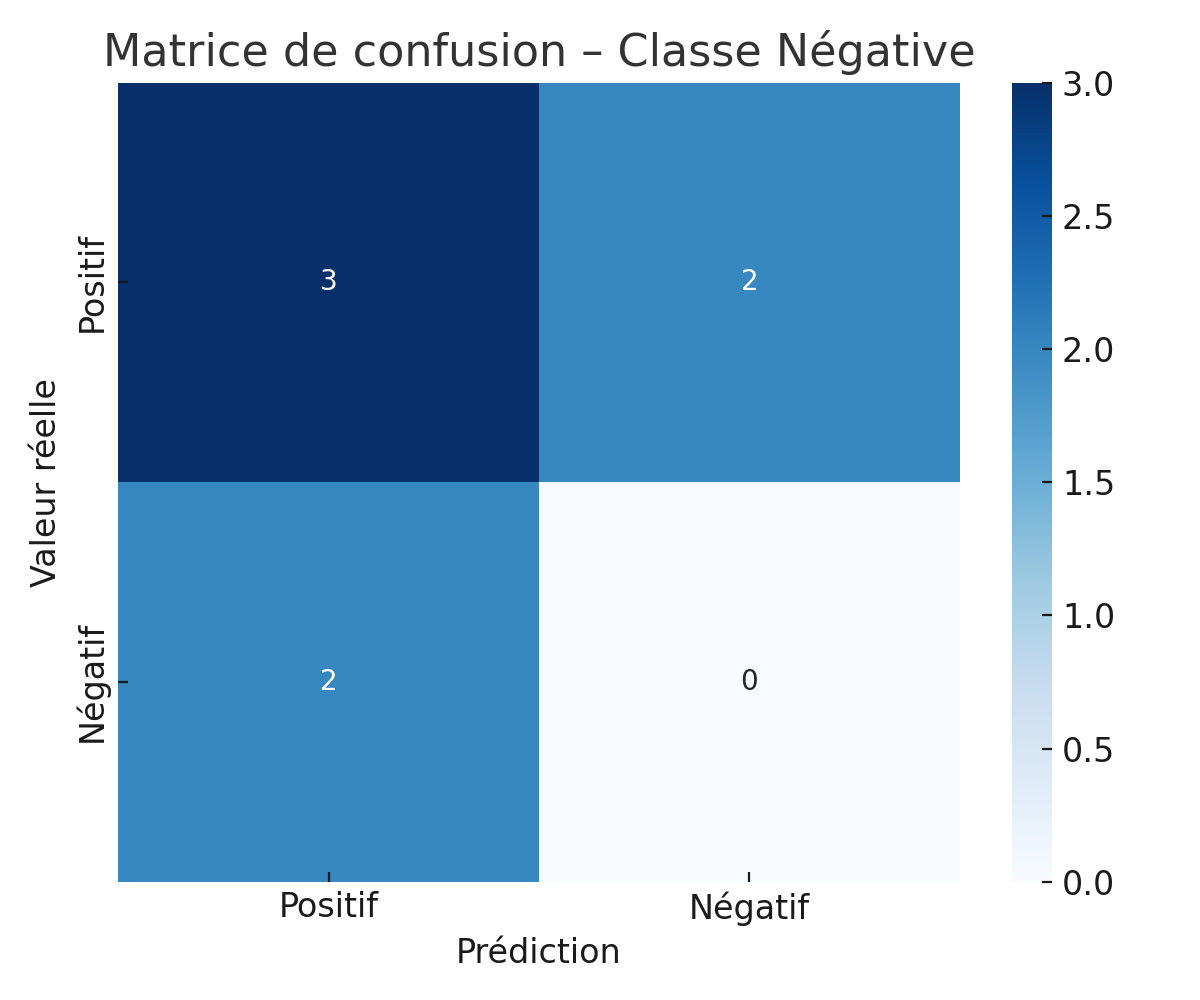 Matrice de confusion – Classe Négative
Valeur réelle
Positif
Négatif
3
2
2
0
Positif
Négatif
Prédiction
3.0
2.5
2.0
1.5
1.0
0.5
0.0